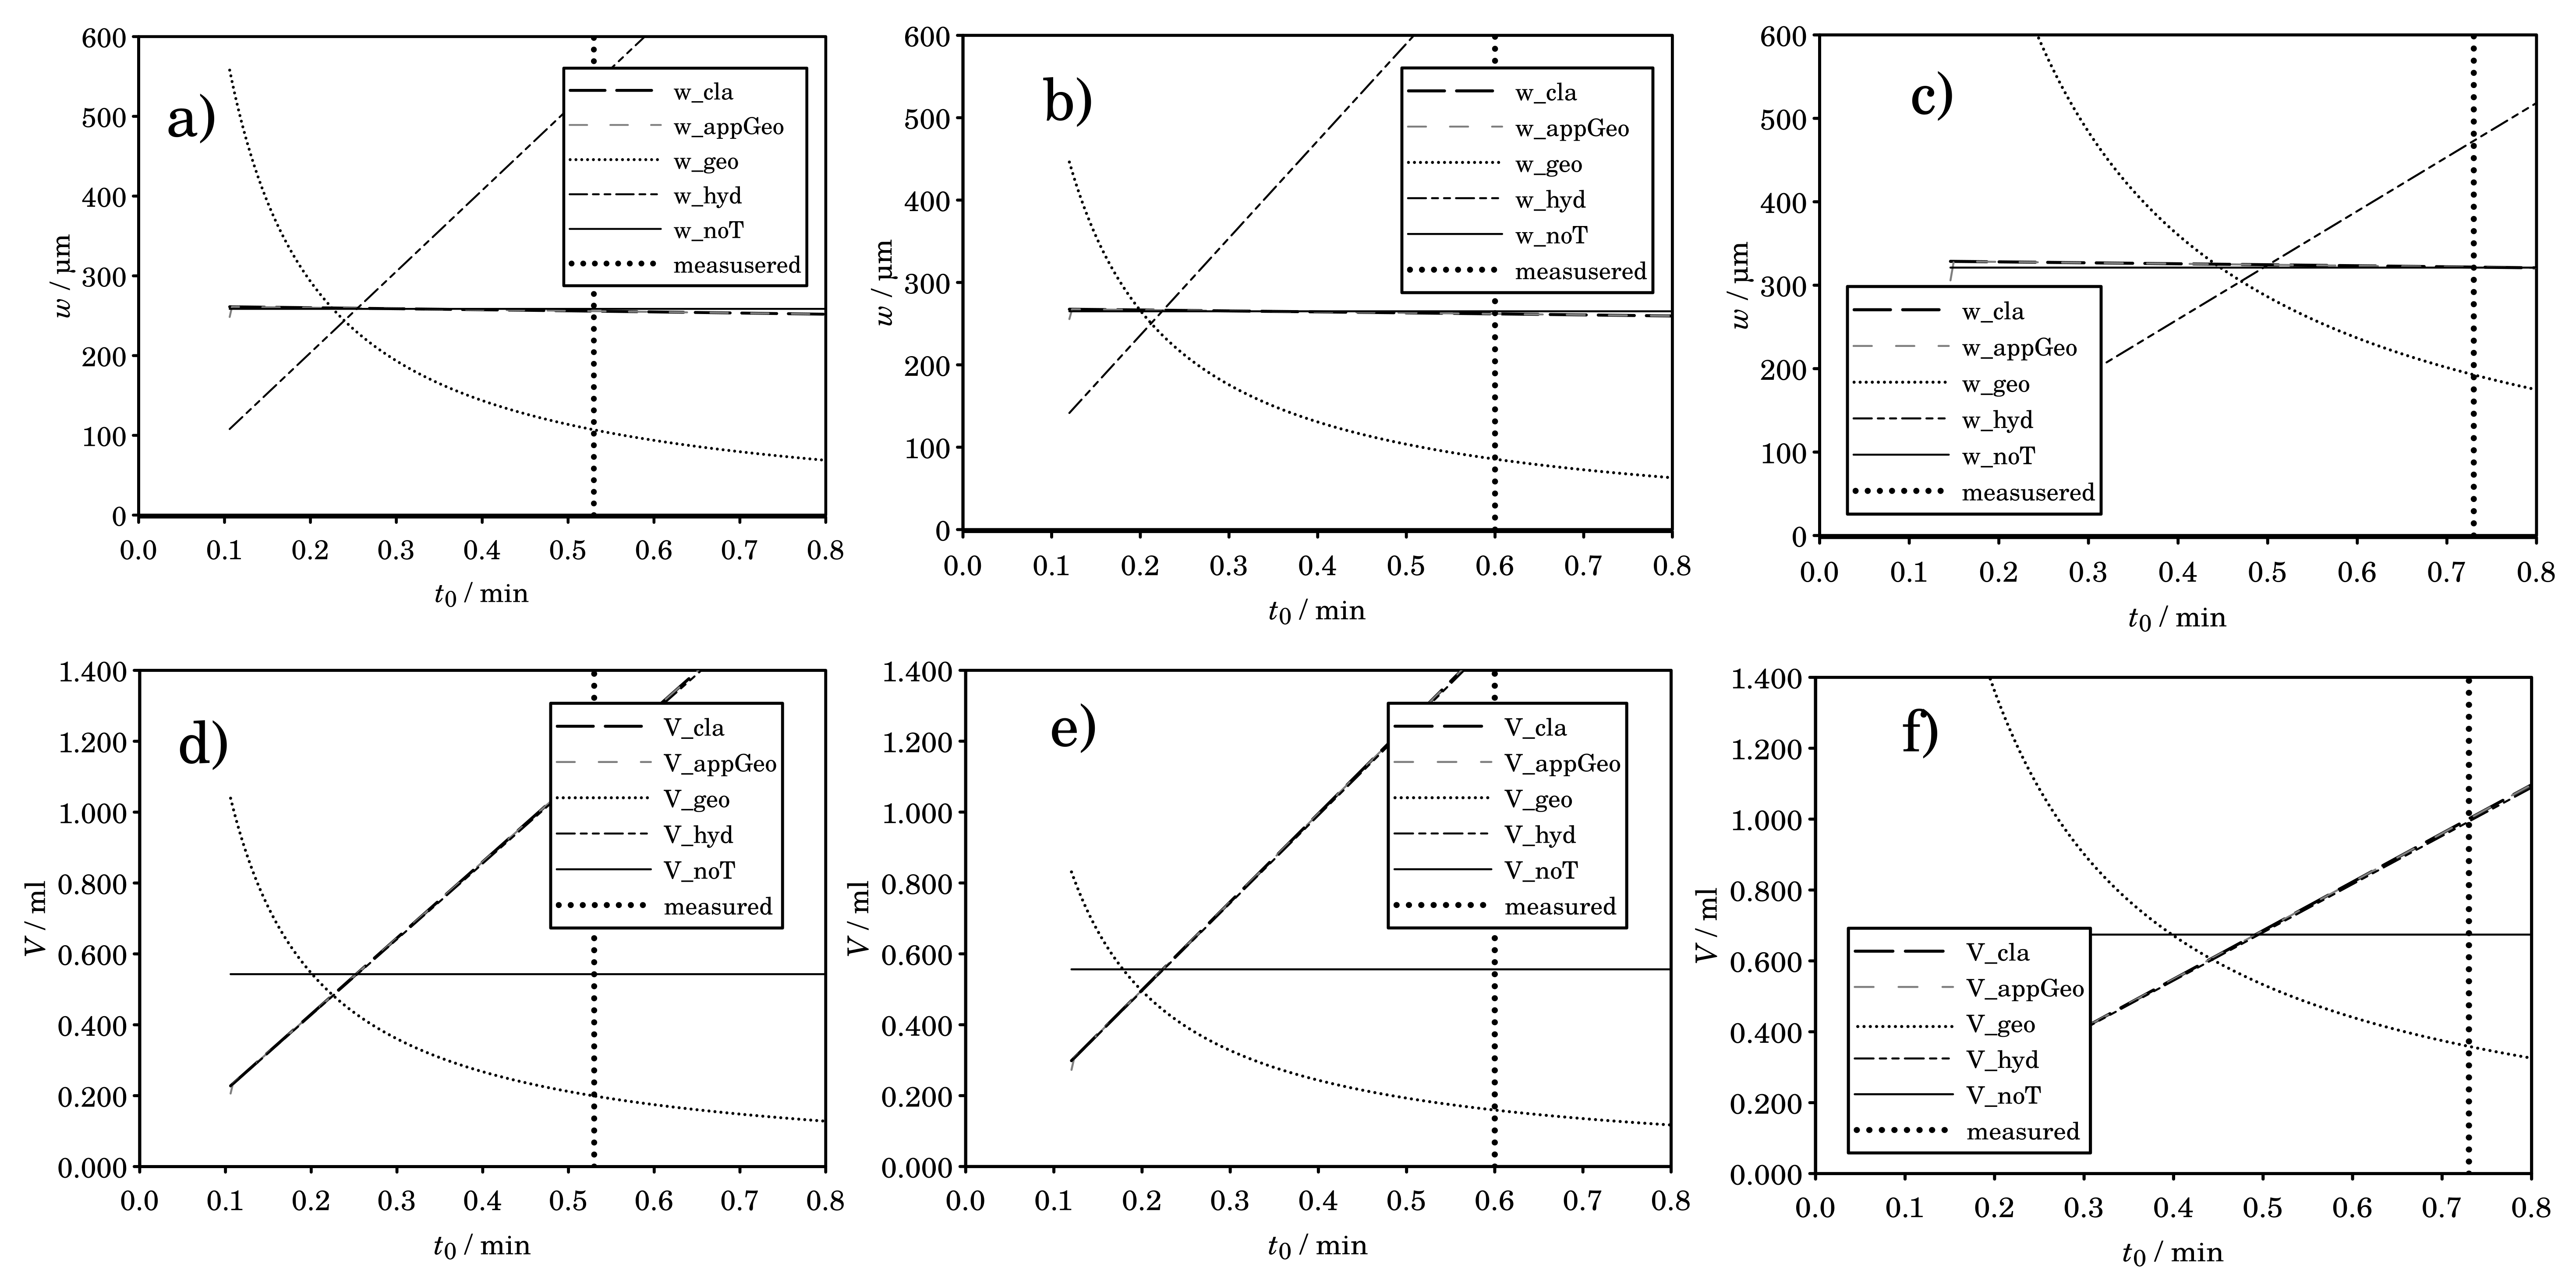 a)
600
500
400
300
200
100
0
w / µm
w_cla
w_appGeo
w_geo
w_hyd
w_noT
measusered
0.0 0.1 0.2 0.3 0.4 0.5 0.6 0.7 0.8
t0 / min
b)
600
500
400
300
200
100
0
w / µm
w_cla
w_appGeo
w_geo
w_hyd
w_noT
measusered
0.0 0.1 0.2 0.3 0.4 0.5 0.6 0.7 0.8
t0 / min
c)
600
500
400
300
200
100
0
w / µm
w_cla
w_appGeo
w_geo
w_hyd
w_noT
measusered
0.0 0.1 0.2 0.3 0.4 0.5 0.6 0.7 0.8
t0 / min
d)
1.400
1.200
1.000
0.800
0.600
0.400
0.200
0.000
V / ml
V_cla
V_appGeo
V_geo
V_hyd
V_noT
measured
0.0 0.1 0.2 0.3 0.4 0.5 0.6 0.7 0.8
t0 / min
e)
1.400
1.200
1.000
0.800
0.600
0.400
0.200
0.000
V / ml
V_cla
V_appGeo
V_geo
V_hyd
V_noT
measured
0.0 0.1 0.2 0.3 0.4 0.5 0.6 0.7 0.8
t0 / min
f)
1.400
1.200
1.000
0.800
0.600
0.400
0.200
0.000
V / ml
V_cla
V_appGeo
V_geo
V_hyd
V_noT
measured
0.0 0.1 0.2 0.3 0.4 0.5 0.6 0.7 0.8
t0 / min